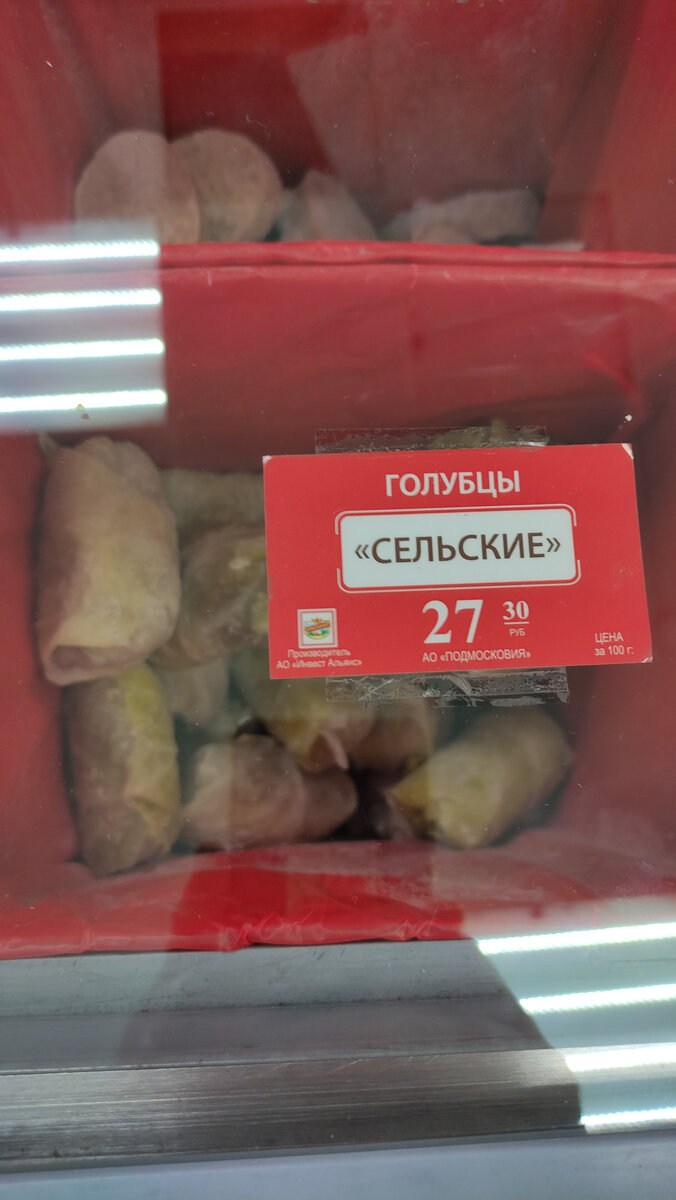 ГОЛУБЦЫ
«СЕЛЬСКИЕ»
27 30
РУБ
Производитель
АО «Инвест Альянс»
АО «ПОДМОСКОВИЯ»
ЦЕНА
за 100 г: